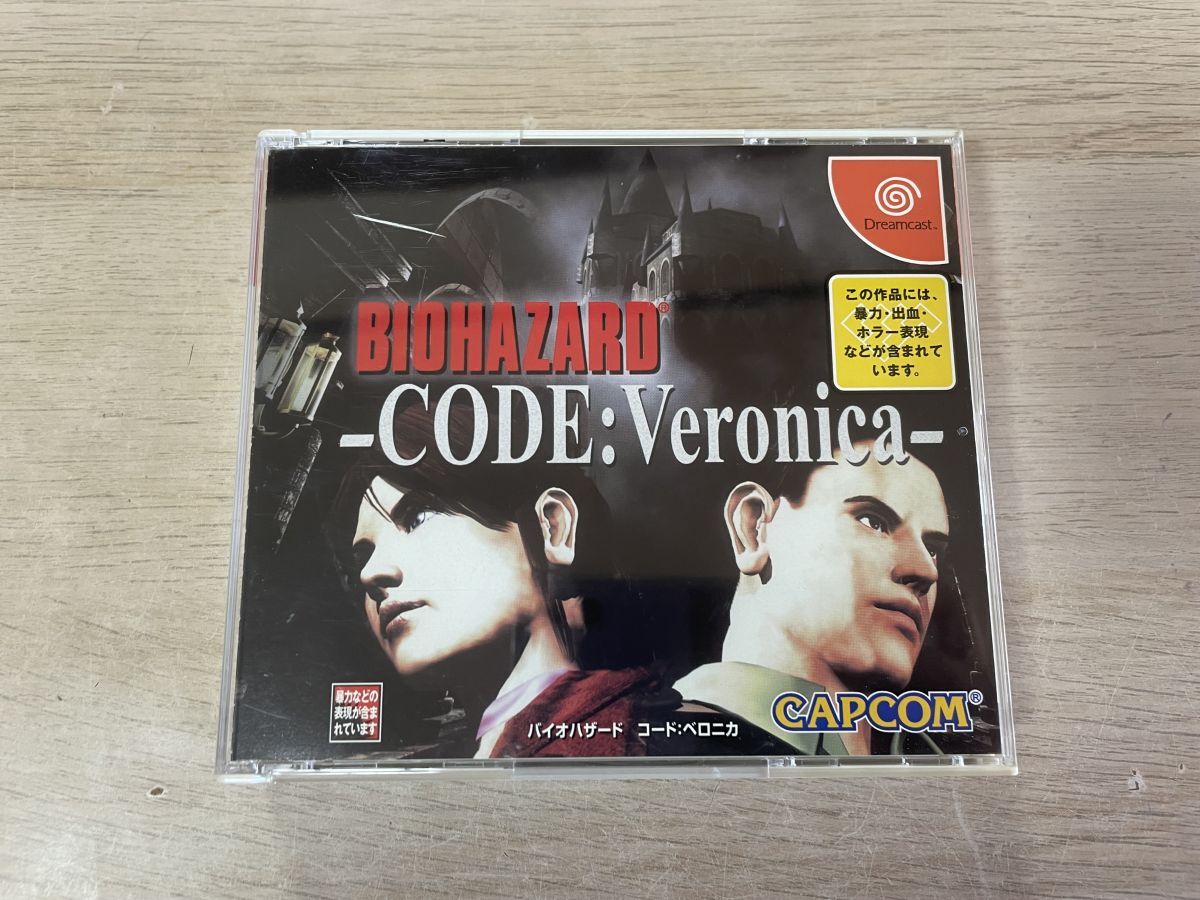 Dreamcast™
この作品には、
暴力・出血・
ホラー表現
などが含まれて
います。
BIOHAZARD®
-CODE:Veronica-
暴力などの
表現が含ま
れています
バイオハザード コード:ベロニカ
CAPCOM®